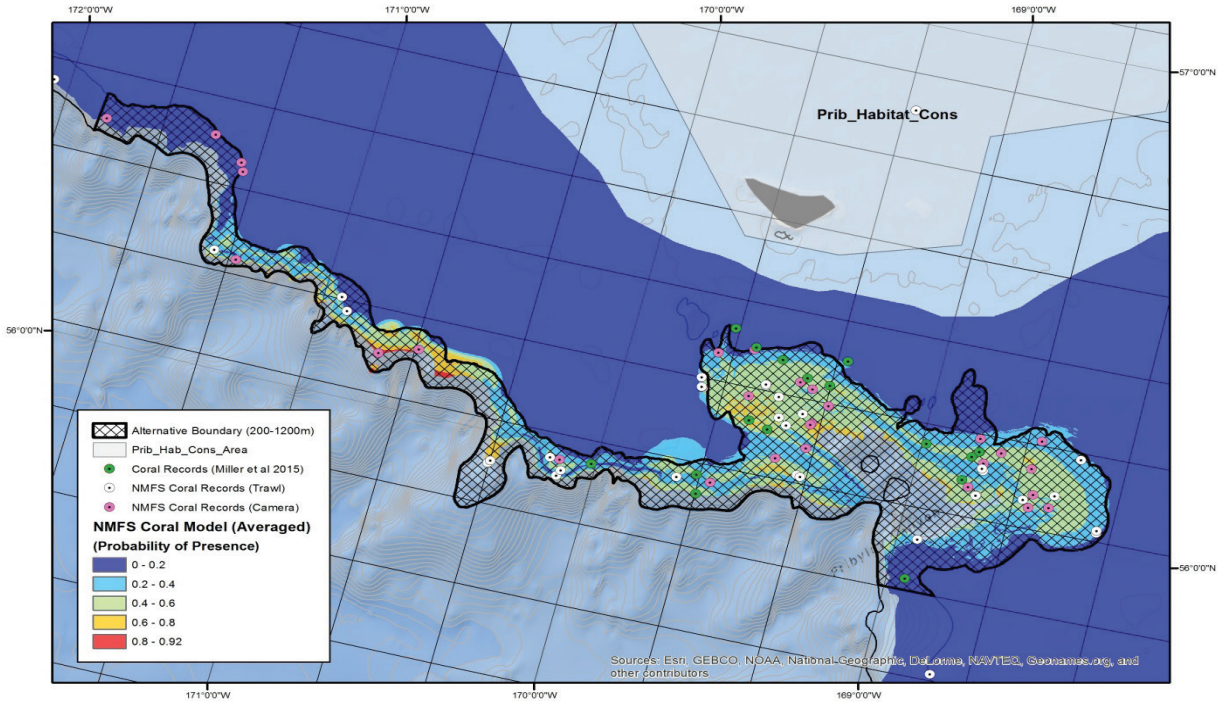 172°0'0"W
171°0'0"W
170°0'0"W
169°0'0"W
57°0'0"N
Prib_Habitat_Cons
56°0'0"N
Alternative Boundary (200-1200m)
Prib_Hab_Cons_Area
Coral Records (Miller et al 2015)
NMFS Coral Records (Trawl)
NMFS Coral Records (Camera)
NMFS Coral Model (Averaged)
(Probability of Presence)
0 - 0.2
0.2 - 0.4
0.4 - 0.6
0.6 - 0.8
0.8 - 0.92
56°0'0"N
Sources: Esri, GEBCO, NOAA, National Geographic, DeLorme, NAVTEQ, Geonames.org, and
other contributors
171°0'0"W
170°0'0"W
169°0'0"W